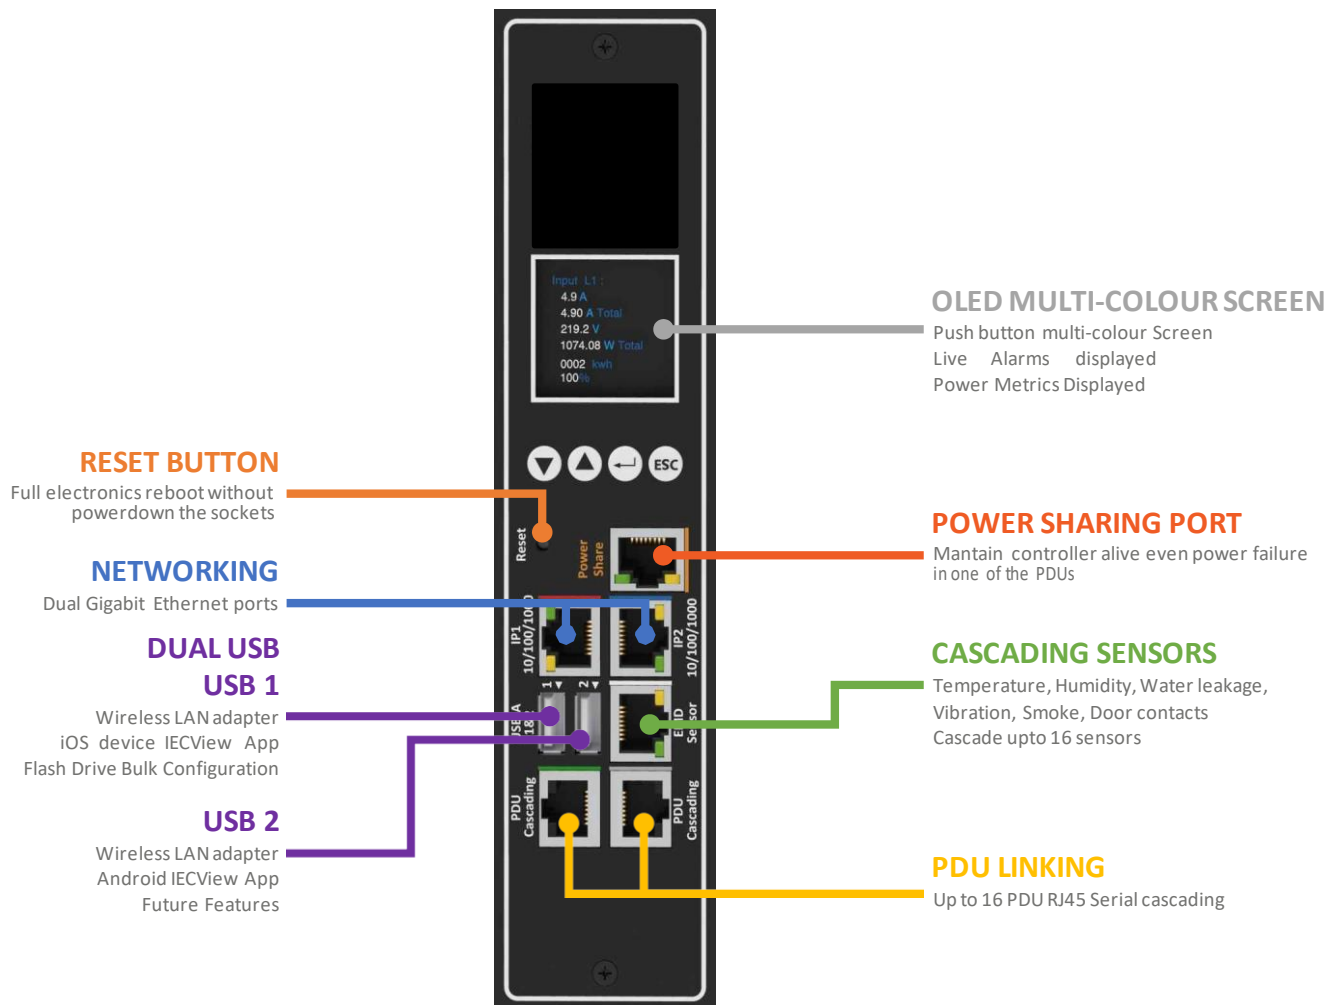 Input L1 :
4.9 A
4.90 A Total
219.2 V
1074.08 W Total
0002 kwh
100%
OLED MULTI-COLOUR SCREEN
Push button multi-colour Screen
Live Alarms displayed
Power Metrics Displayed
ESC
RESET BUTTON
Full electronics reboot without
powerdown the sockets
Reset
Power
Share
POWER SHARING PORT
Mantain controller alive even power failure
in one of the PDUs
NETWORKING
Dual Gigabit Ethernet ports
IP1
10/100/1000
IP2
10/100/1000
DUAL USB
USB 1
Wireless LAN adapter
iOS device IECView App
Flash Drive Bulk Configuration
1
2
Sensor
CASCADING SENSORS
Temperature, Humidity, Water leakage,
Vibration, Smoke, Door contacts
Cascade upto 16 sensors
USB 2
Wireless LAN adapter
Android IECView App
Future Features
PDU
Cascading
PDU
Cascading
PDU LINKING
Up to 16 PDU RJ45 Serial cascading